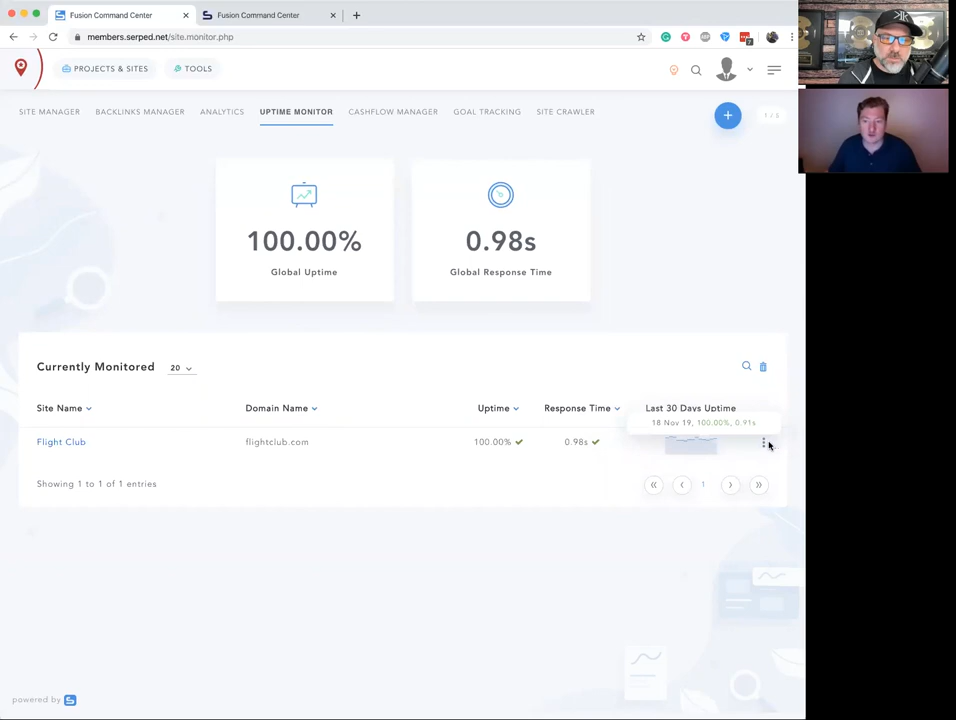 Fusion Command Center
Fusion Command Center
members.serped.net/site.monitor.php
PROJECTS & SITES
TOOLS
SITE MANAGER
BACKLINKS MANAGER
ANALYTICS
UPTIME MONITOR
CASHFLOW MANAGER
GOAL TRACKING
SITE CRAWLER
1 / 5
100.00%
Global Uptime
0.98s
Global Response Time
Currently Monitored
20
Site Name
Domain Name
Uptime
Response Time
Last 30 Days Uptime
18 Nov 19, 100.00%, 0.91s
Flight Club
flightclub.com
100.00%
0.98s
Showing 1 to 1 of 1 entries
1
powered by